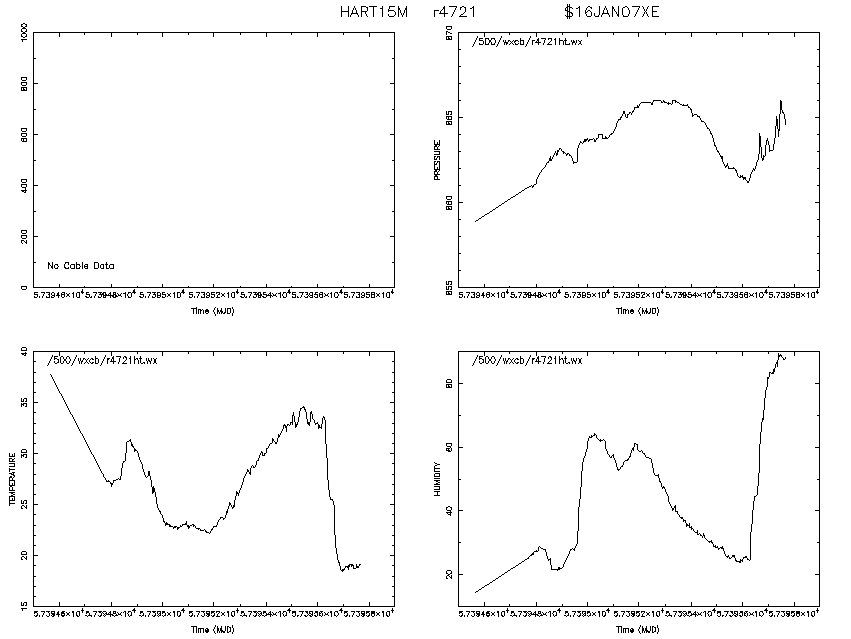 HART15M r4721 $16JAN07XE
1000
800
600
400
200
0
No Cable Data
5.73946×10⁴ 5.73948×10⁴ 5.7395×10⁴ 5.73952×10⁴ 5.73954×10⁴ 5.73956×10⁴ 5.73958×10⁴
Time (MJD)
/500/wxcb/r4721ht.wx
870
865
860
855
PRESSURE
5.73946×10⁴ 5.73948×10⁴ 5.7395×10⁴ 5.73952×10⁴ 5.73954×10⁴ 5.73956×10⁴ 5.73958×10⁴
Time (MJD)
/500/wxcb/r4721ht.wx
40
35
30
25
20
15
TEMPERATURE
5.73946×10⁴ 5.73948×10⁴ 5.7395×10⁴ 5.73952×10⁴ 5.73954×10⁴ 5.73956×10⁴ 5.73958×10⁴
Time (MJD)
/500/wxcb/r4721ht.wx
80
60
40
20
HUMIDITY
5.73946×10⁴ 5.73948×10⁴ 5.7395×10⁴ 5.73952×10⁴ 5.73954×10⁴ 5.73956×10⁴ 5.73958×10⁴
Time (MJD)